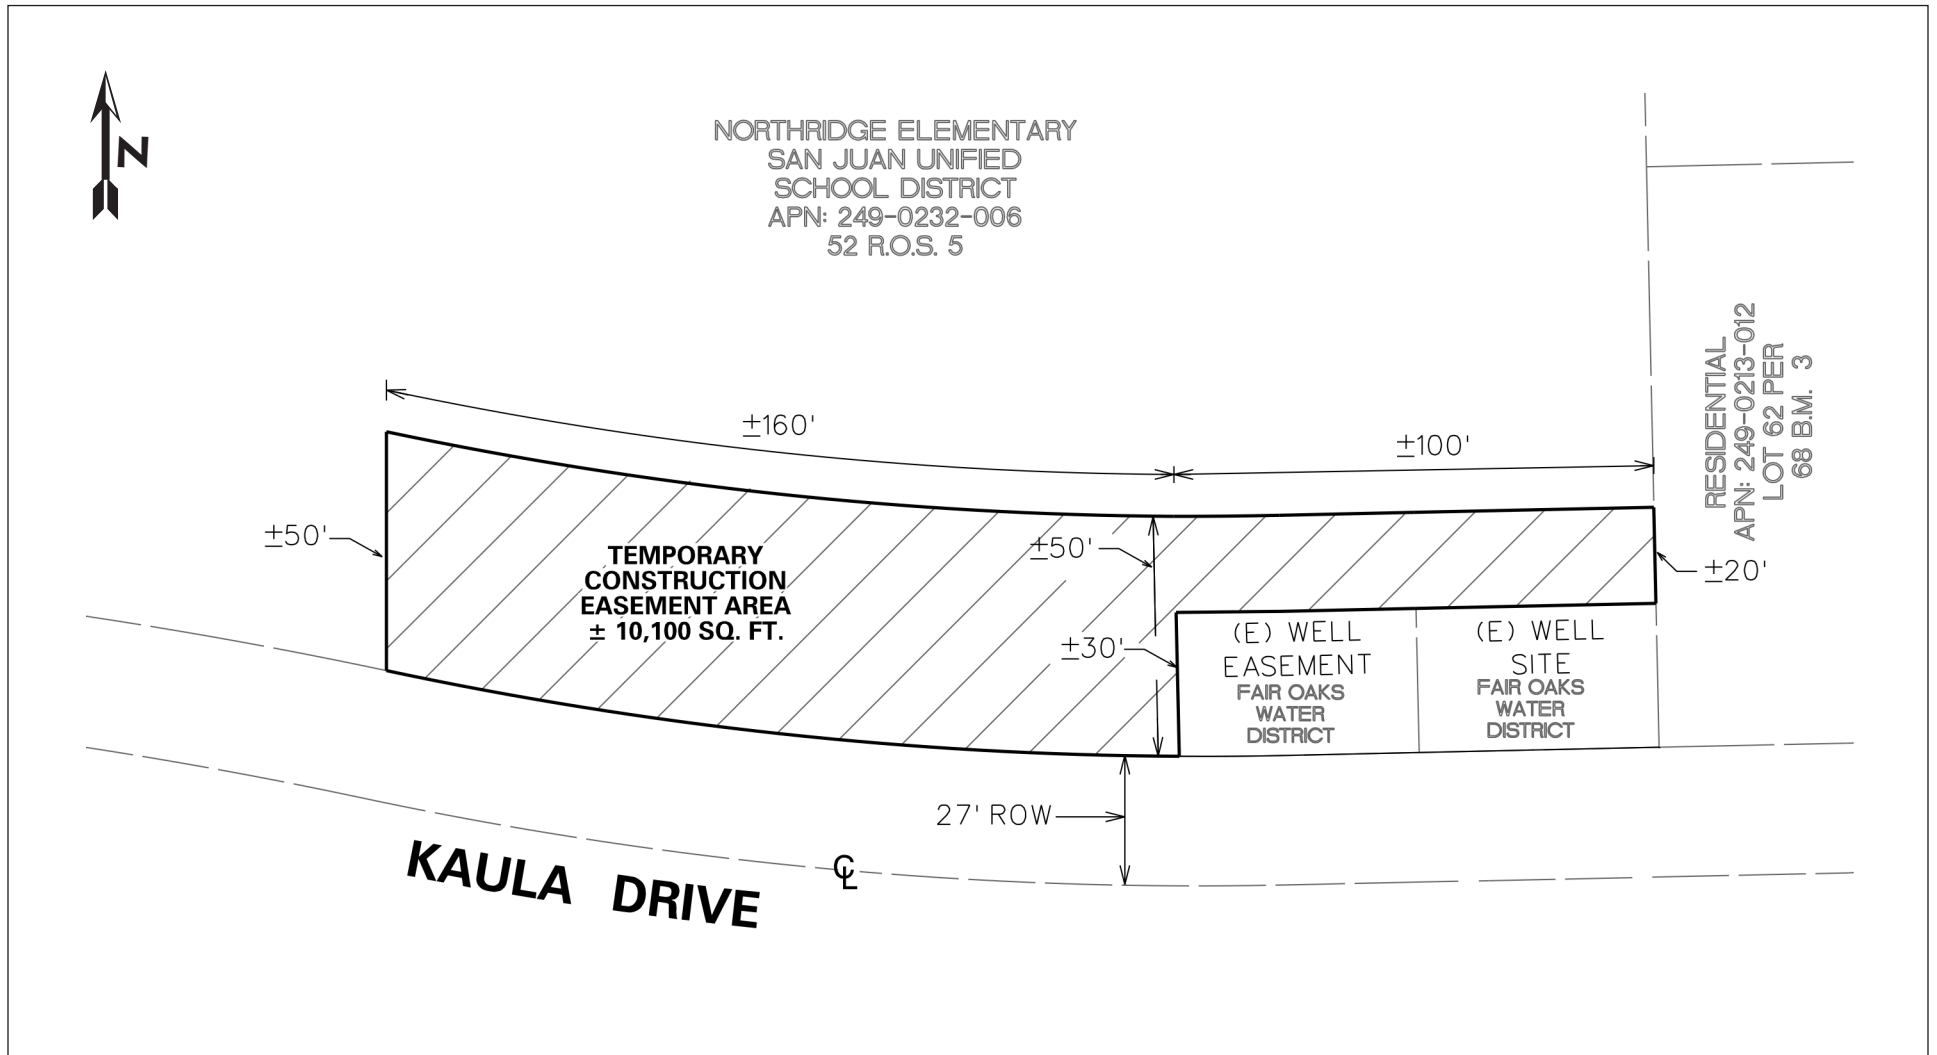 N
NORTHRIDGE ELEMENTARY
SAN JUAN UNIFIED
SCHOOL DISTRICT
APN: 249-0232-006
52 R.O.S. 5
RESIDENTIAL
APN: 249-0213-012
LOT 62 PER
68 B.M. 3
±160'
±100'
±50'
TEMPORARY
CONSTRUCTION
EASEMENT AREA
± 10,100 SQ. FT.
±50'
±20'
±30'
(E) WELL
EASEMENT
FAIR OAKS
WATER
DISTRICT
(E) WELL
SITE
FAIR OAKS
WATER
DISTRICT
27' ROW
CL
KAULA DRIVE